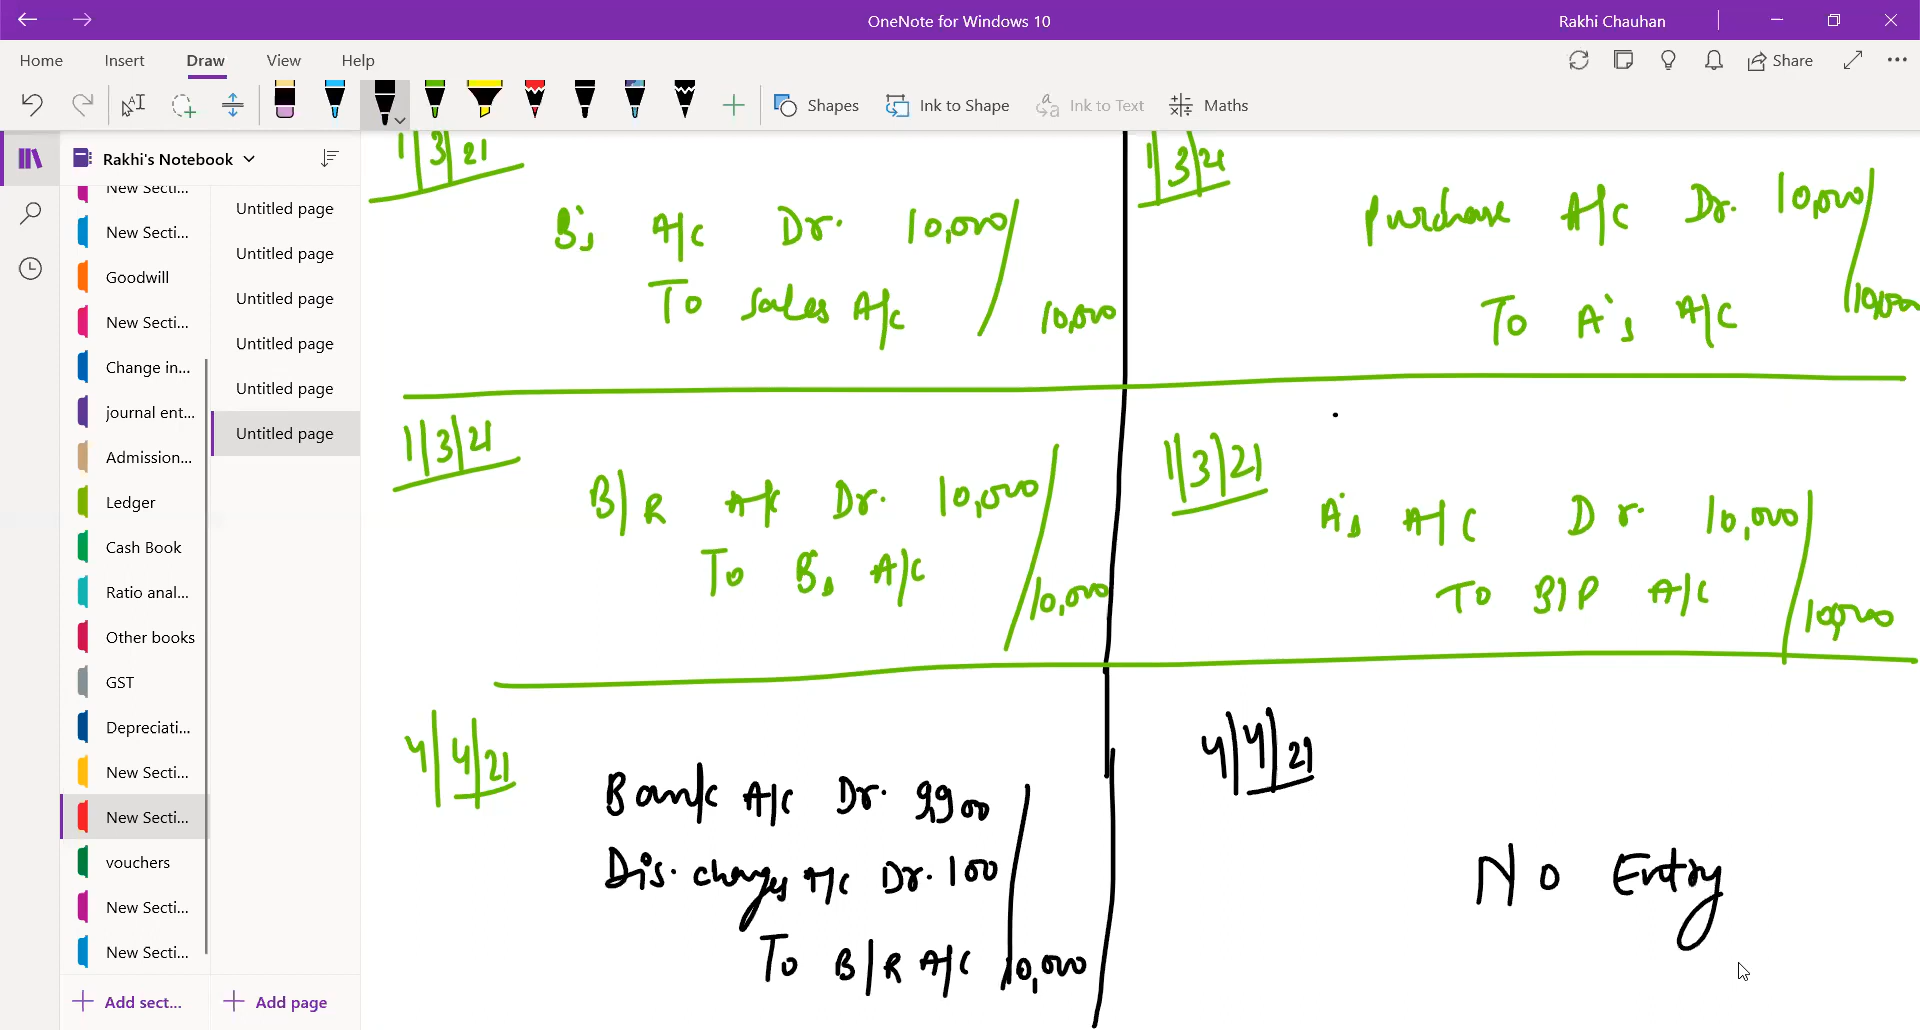 OneNote for Windows 10
Rakhi Chauhan
Home Insert Draw View Help
Share
Shapes Ink to Shape Ink to Text Maths
Rakhi's Notebook
New Secti...
New Secti...
Goodwill
New Secti...
Change in...
journal ent...
Admission...
Ledger
Cash Book
Ratio anal...
Other books
GST
Depreciati...
New Secti...
New Secti...
vouchers
New Secti...
New Secti...
Add sect...
Untitled page
Untitled page
Untitled page
Untitled page
Untitled page
Untitled page
Add page
1|3|21
B's A/c Dr. 10,000
To Sales A/c 10,000
1|3|21
Purchase A/c Dr. 10,000
To A's A/c 10,000
1|3|21
B/R A/c Dr. 10,000
To B's A/c 10,000
1|3|21
A's A/c Dr. 10,000
To B/P A/c 10,000
4|4|21
Bank A/c Dr. 9900
Dis. charges A/c Dr. 100
To B/R A/c 10,000
4|4|21
No Entry